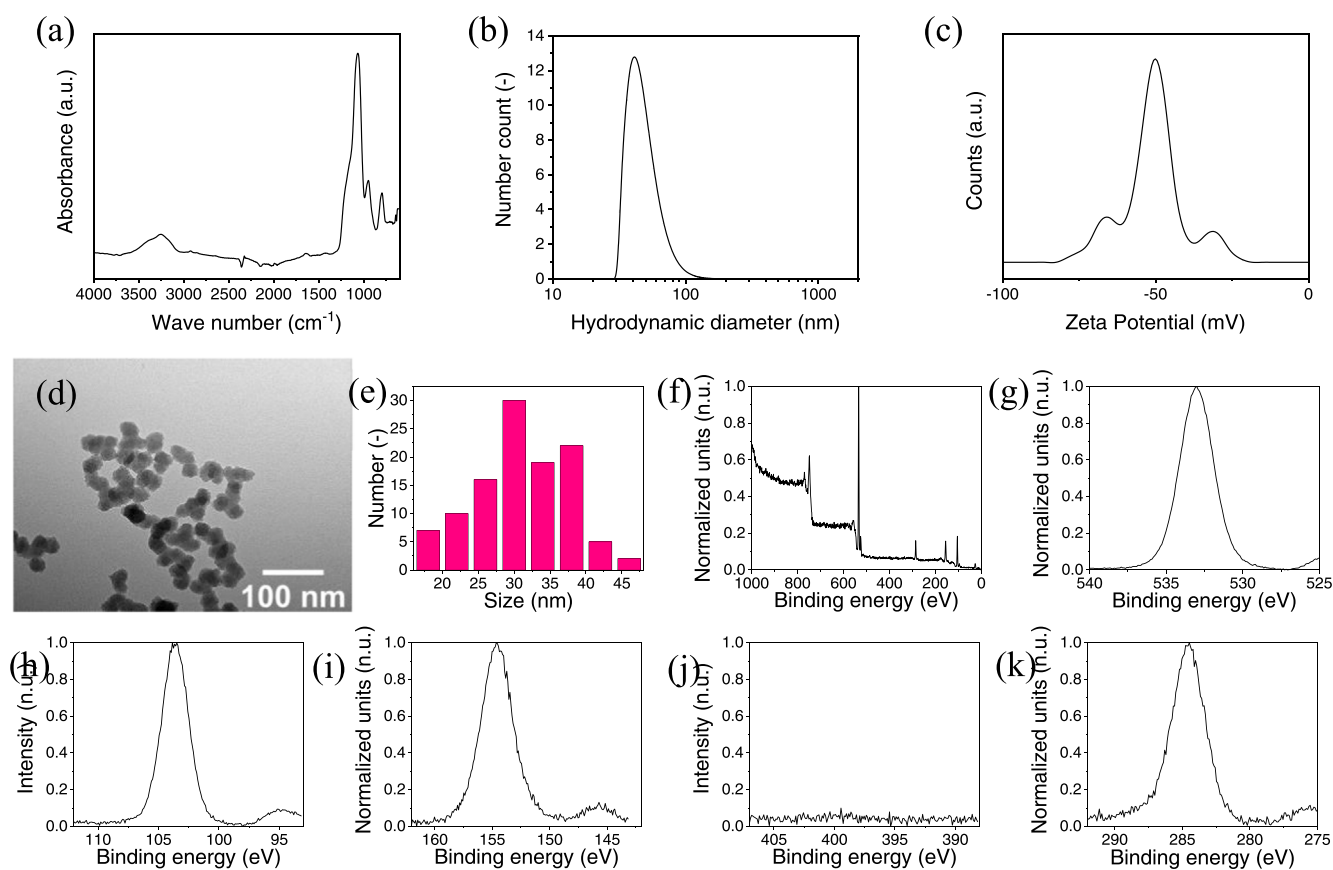 (a)
Absorbance (a.u.)
4000 3500 3000 2500 2000 1500 1000
Wave number (cm⁻¹)
(b)
Number count (-)
14
12
10
8
6
4
2
0
10 100 1000
Hydrodynamic diameter (nm)
(c)
Counts (a.u.)
-100 -50 0
Zeta Potential (mV)
(d)
100 nm
(e)
Number (-)
30
25
20
15
10
5
0
20 25 30 35 40 45
Size (nm)
(f)
Normalized units (n.u.)
1.0
0.8
0.6
0.4
0.2
0.0
1000 800 600 400 200 0
Binding energy (eV)
(g)
Normalized units (n.u.)
1.0
0.8
0.6
0.4
0.2
0.0
540 535 530 525
Binding energy (eV)
(h)
Intensity (n.u.)
1.0
0.8
0.6
0.4
0.2
0.0
110 105 100 95
Binding energy (eV)
(i)
Normalized units (n.u.)
1.0
0.8
0.6
0.4
0.2
0.0
160 155 150 145
Binding energy (eV)
(j)
Intensity (n.u.)
1.0
0.8
0.6
0.4
0.2
0.0
405 400 395 390
Binding energy (eV)
(k)
Normalized units (n.u.)
1.0
0.8
0.6
0.4
0.2
0.0
290 285 280 275
Binding energy (eV)